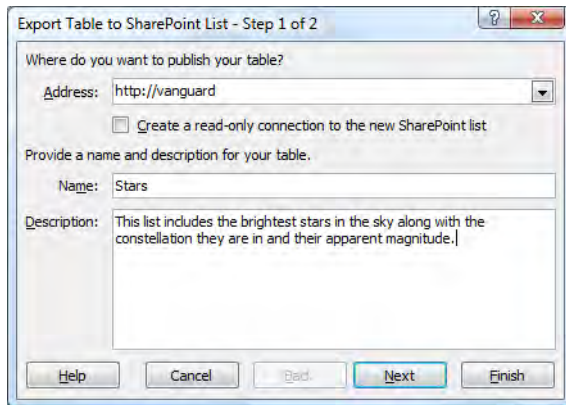 Export Table to SharePoint List - Step 1 of 2
Where do you want to publish your table?
Address: http://vanguard
Create a read-only connection to the new SharePoint list
Provide a name and description for your table.
Name: Stars
Description: This list includes the brightest stars in the sky along with the
constellation they are in and their apparent magnitude.
Help Cancel Next Finish